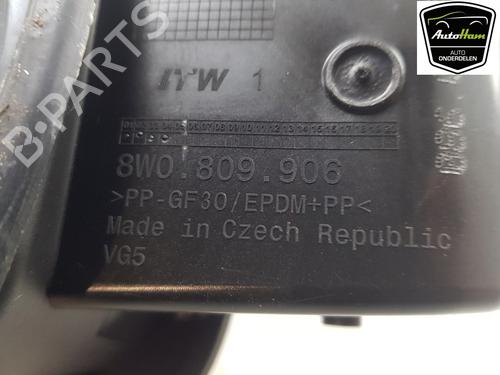 AutoHam
AUTO
ONDERDELEN
B-PARTS
ITW 1
8W0.809.906
>PP-GF30/EPDM+PP<
Made in Czech Republic
VG5